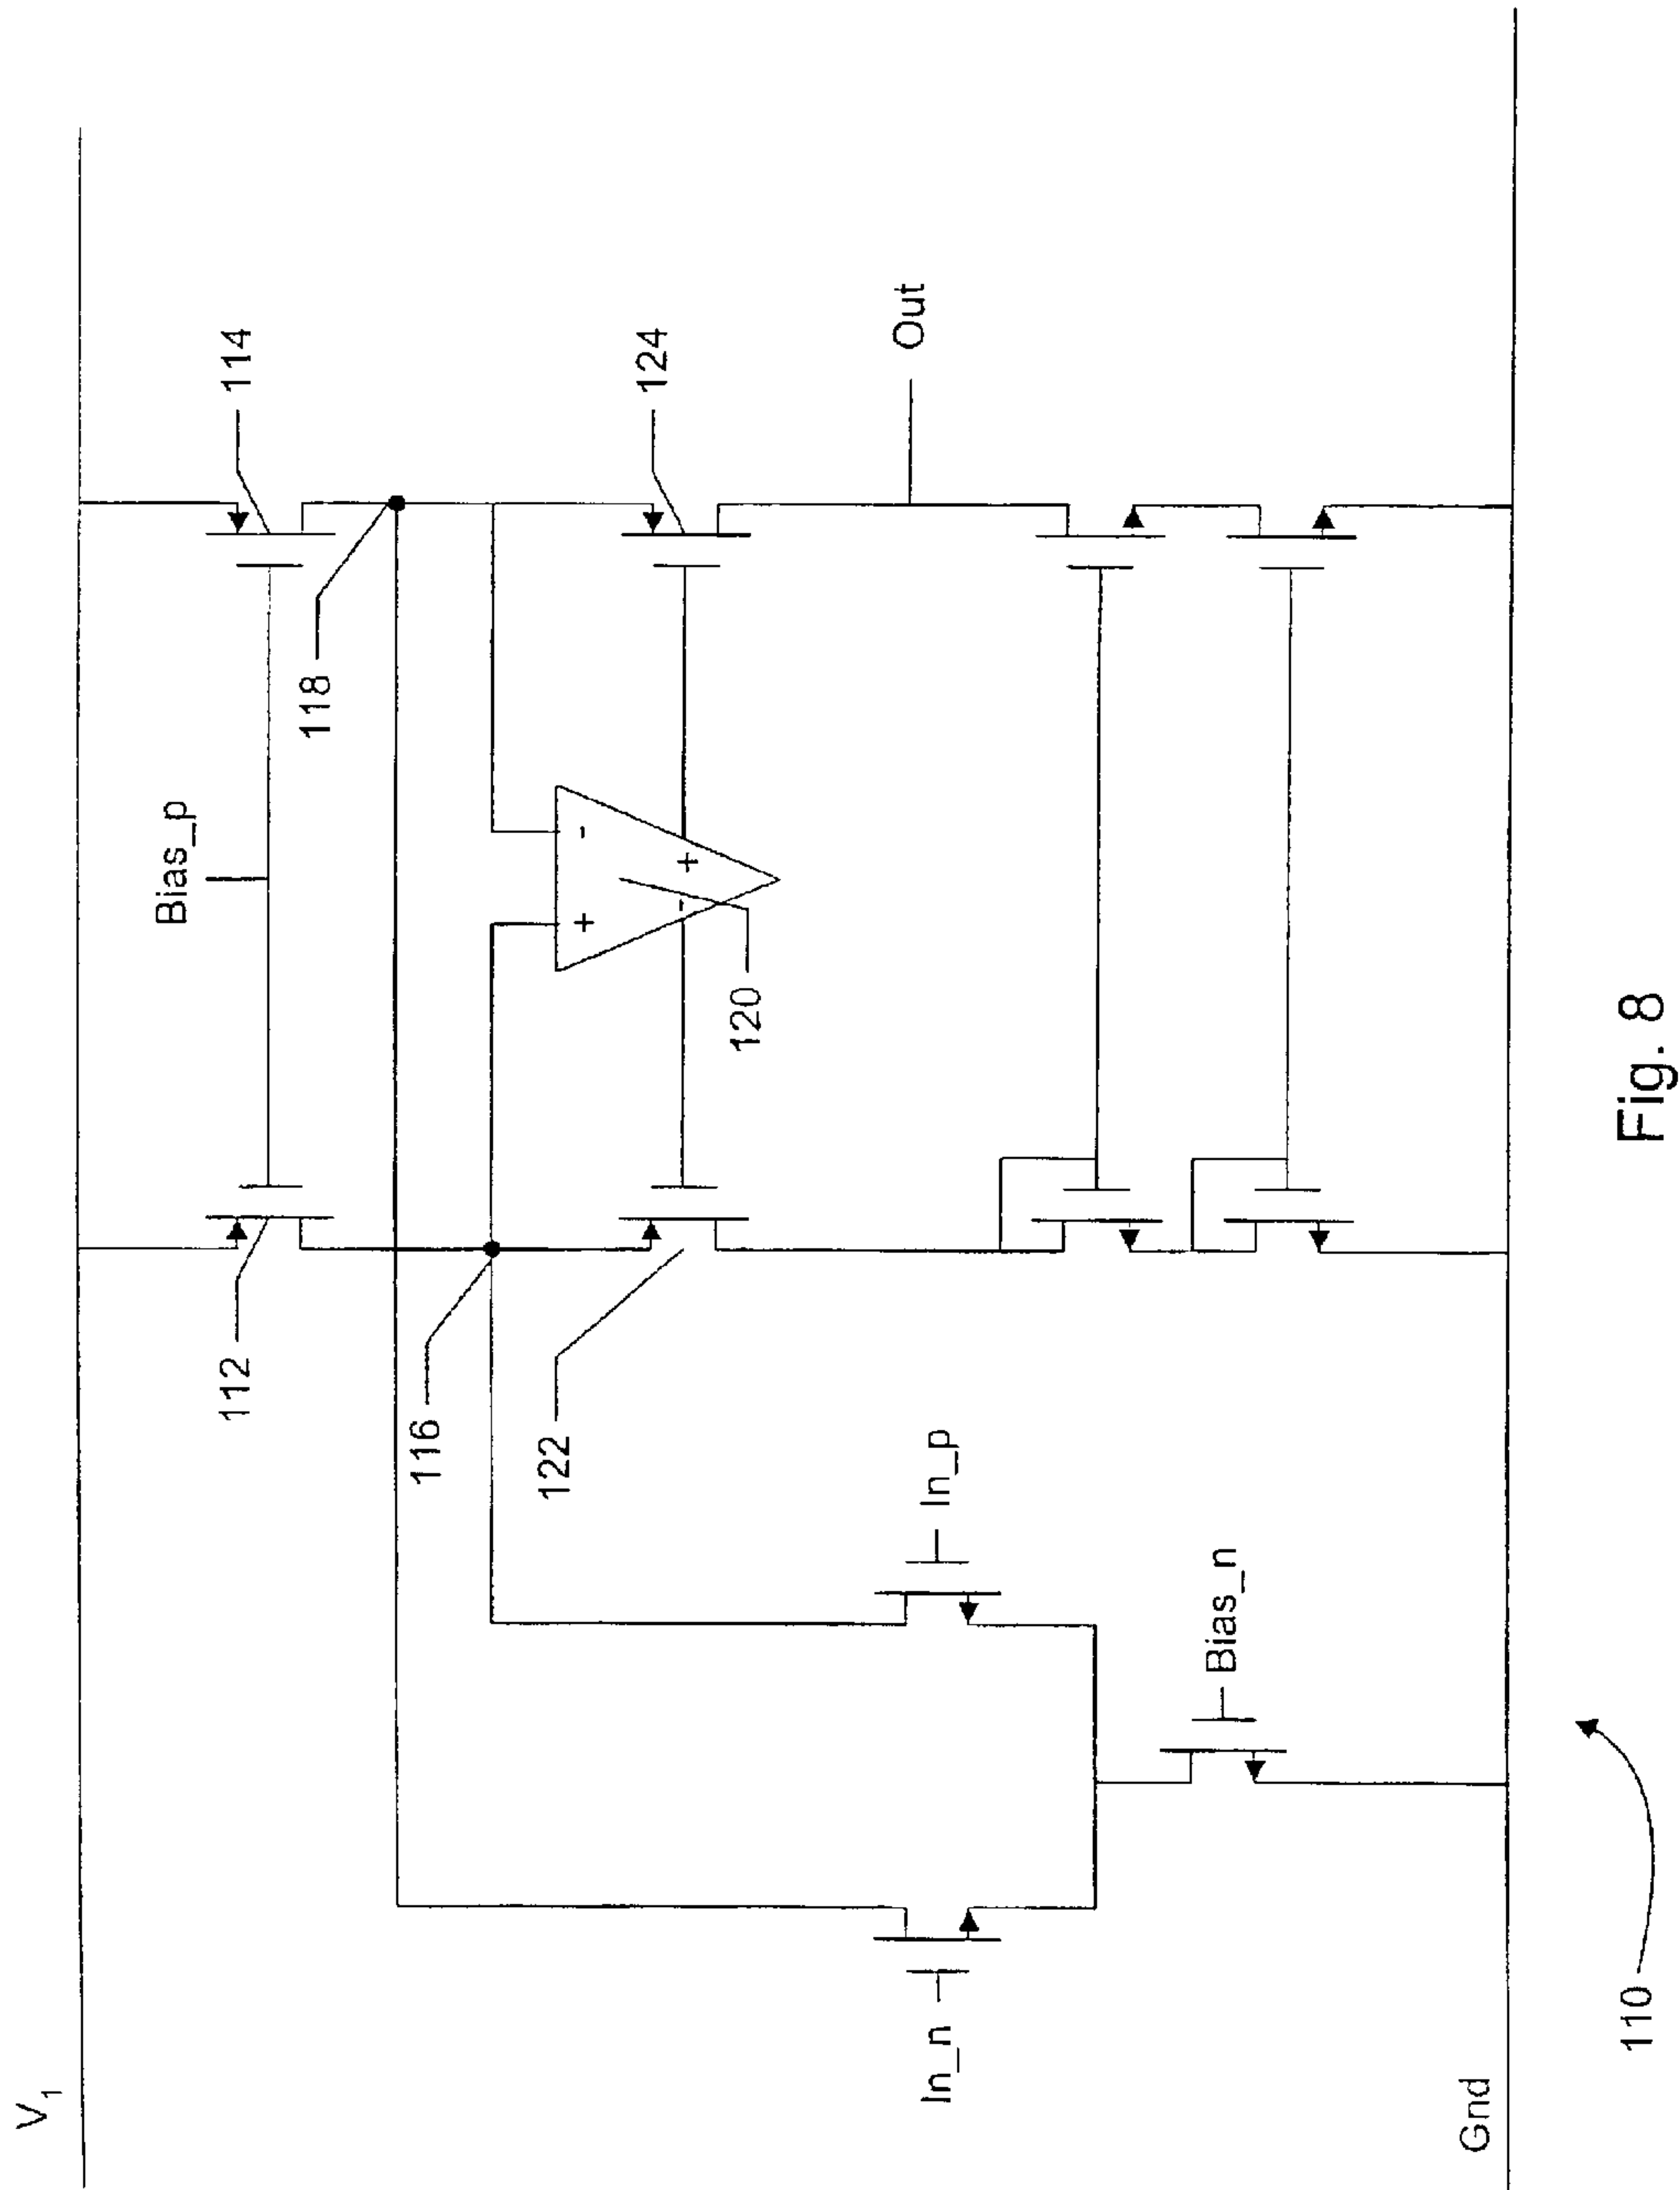 V1
Bias_p
112
114
118
116
122
120
124
Out
In_p
In_n
Bias_n
Gnd
+
-
-
+
110
Fig. 8